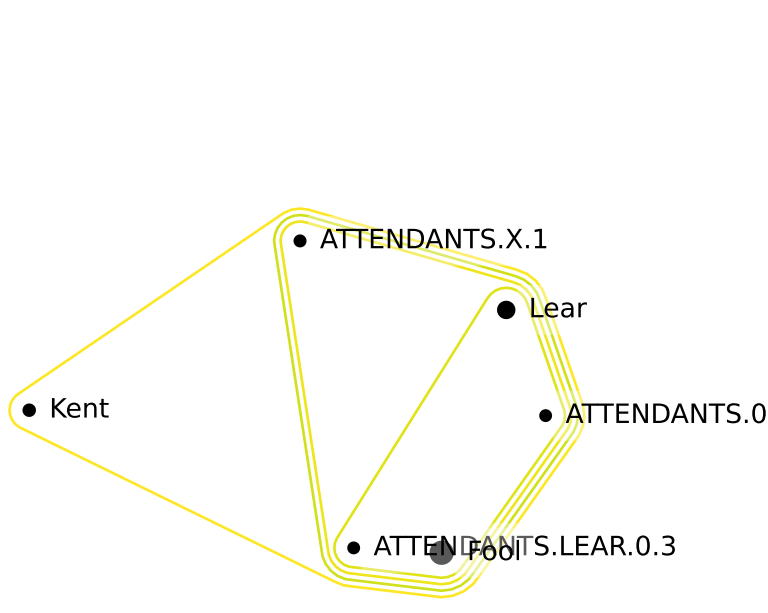 ATTENDANTS.X.1
Lear
Kent
ATTENDANTS.0
ATTENDANTS.LEAR.0.3
Fool